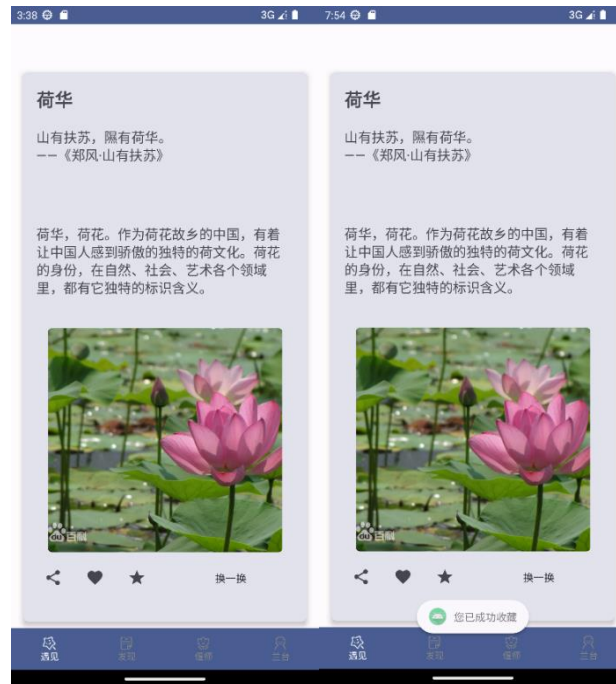 3:38
3G
荷华
山有扶苏，隰有荷华。
——《郑风·山有扶苏》
荷华，荷花。作为荷花故乡的中国，有着
让中国人感到骄傲的独特的荷文化。荷花
的身份，在自然、社会、艺术各个领域
里，都有它独特的标识含义。
换一换
遇见
发现
兰台
7:54
3G
荷华
山有扶苏，隰有荷华。
——《郑风·山有扶苏》
荷华，荷花。作为荷花故乡的中国，有着
让中国人感到骄傲的独特的荷文化。荷花
的身份，在自然、社会、艺术各个领域
里，都有它独特的标识含义。
换一换
您已成功收藏
遇见
发现
兰台